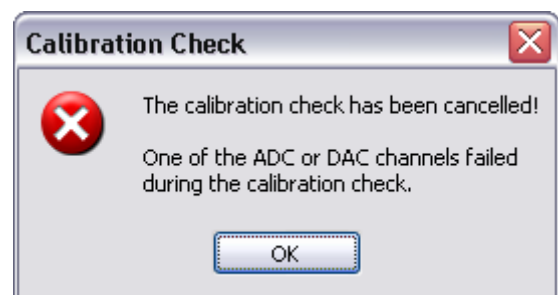 Calibration Check
The calibration check has been cancelled!
One of the ADC or DAC channels failed
during the calibration check.
OK